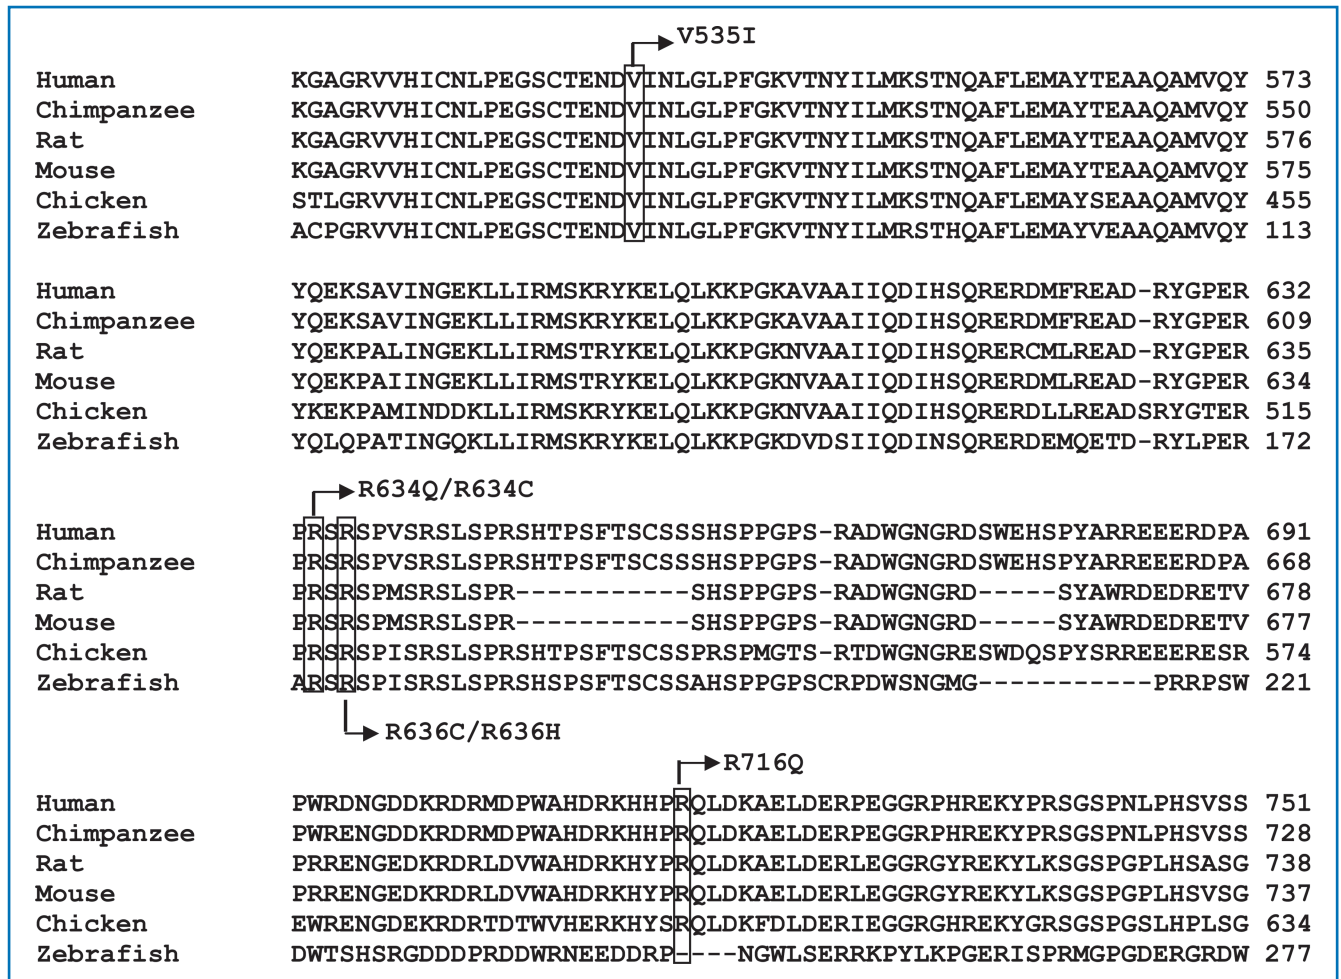 V535I
Human KGAGRVVHICNLPEGSCTENDVINLGLPFGKVTNYILMKSTNQAFLEMAYTEAAQAMVQY 573
Chimpanzee KGAGRVVHICNLPEGSCTENDVINLGLPFGKVTNYILMKSTNQAFLEMAYTEAAQAMVQY 550
Rat KGAGRVVHICNLPEGSCTENDVINLGLPFGKVTNYILMKSTNQAFLEMAYTEAAQAMVQY 576
Mouse KGAGRVVHICNLPEGSCTENDVINLGLPFGKVTNYILMKSTNQAFLEMAYTEAAQAMVQY 575
Chicken STLGRVVHICNLPEGSCTENDVINLGLPFGKVTNYILMKSTNQAFLEMAYSEAAQAMVQY 455
Zebrafish ACPGRVVHICNLPEGSCTENDVINLGLPFGKVTNYILMRSTHQAFLEMAYVEAAQAMVQY 113
Human YQEKSAVINGEKLLIRMSKRYKELQLKKPGKAVAAIIQDIHSQRERDMFREAD-RYGPER 632
Chimpanzee YQEKSAVINGEKLLIRMSKRYKELQLKKPGKAVAAIIQDIHSQRERDMFREAD-RYGPER 609
Rat YQEKPALINGEKLLIRMSTRYKELQLKKPGKNVAAIIQDIHSQRERCMLREAD-RYGPER 635
Mouse YQEKPAIINGEKLLIRMSTRYKELQLKKPGKNVAAIIQDIHSQRERDMLREAD-RYGPER 634
Chicken YKEKPAMINDDKLLIRMSKRYKELQLKKPGKNVAAIIQDIHSQRERDLLREADSRYGTER 515
Zebrafish YQLQPATINGQKLLIRMSKRYKELQLKKPGKDVDSIIQDINSQRERDEMQETD-RYLPER 172
R634Q/R634C
Human PRSRSPVSRSLSPRSHTPSFTSCSSSHSPPGPS-RADWGNGRDSWEHSPYARREEERDPA 691
Chimpanzee PRSRSPVSRSLSPRSHTPSFTSCSSSHSPPGPS-RADWGNGRDSWEHSPYARREEERDPA 668
Rat PRSRSPMSRSLSPR-----------SHSPPGPS-RADWGNGRD-----SYAWRDEDRETV 678
Mouse PRSRSPMSRSLSPR-----------SHSPPGPS-RADWGNGRD-----SYAWRDEDRETV 677
Chicken PRSRSPISRSLSPRSHTPSFTSCSSPRSPMGTS-RTDWGNGRESWDQSPYSRREEERESR 574
Zebrafish ARSRSPISRSLSPRSHSPSFTSCSSAHSPPGPSCRPDWSNGMG-----------PRRPSW 221
R636C/R636H
R716Q
Human PWRDNGDDKRDRMDPWAHDRKHHPRQLDKAELDERPEGGRPHREKYPRSGSPNLPHSVSS 751
Chimpanzee PWRENGDDKRDRMDPWAHDRKHHPRQLDKAELDERPEGGRPHREKYPRSGSPNLPHSVSS 728
Rat PRRENGEDKRDRLDVWAHDRKHYPRQLDKAELDERLEGGRGYREKYLKSGSPGPLHSASG 738
Mouse PRRENGEDKRDRLDVWAHDRKHYPRQLDKAELDERLEGGRGYREKYLKSGSPGPLHSVSG 737
Chicken EWRENGDEKRDRTDTWVHERKHYSRQLDKFDLDERIEGGRGHREKYGRSGSPGSLHPLSG 634
Zebrafish DWTSHSRGDDDPRDDWRNEEDDRP----NGWLSERRKPYLKPGERISPRMGPGDERGRDW 277